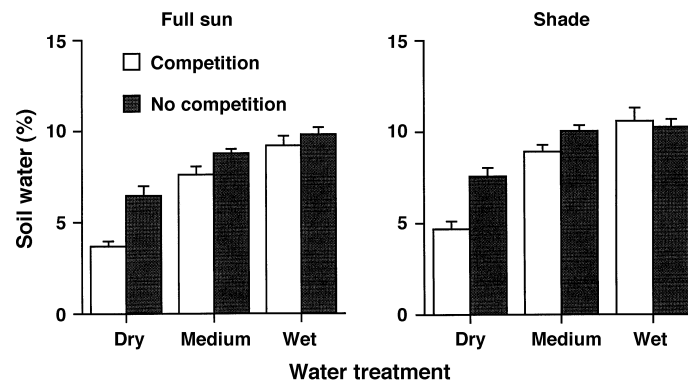 Full sun
Shade
15
10
5
0
Soil water (%)
Competition
No competition
Dry Medium Wet
15
10
5
0
Dry Medium Wet
Water treatment